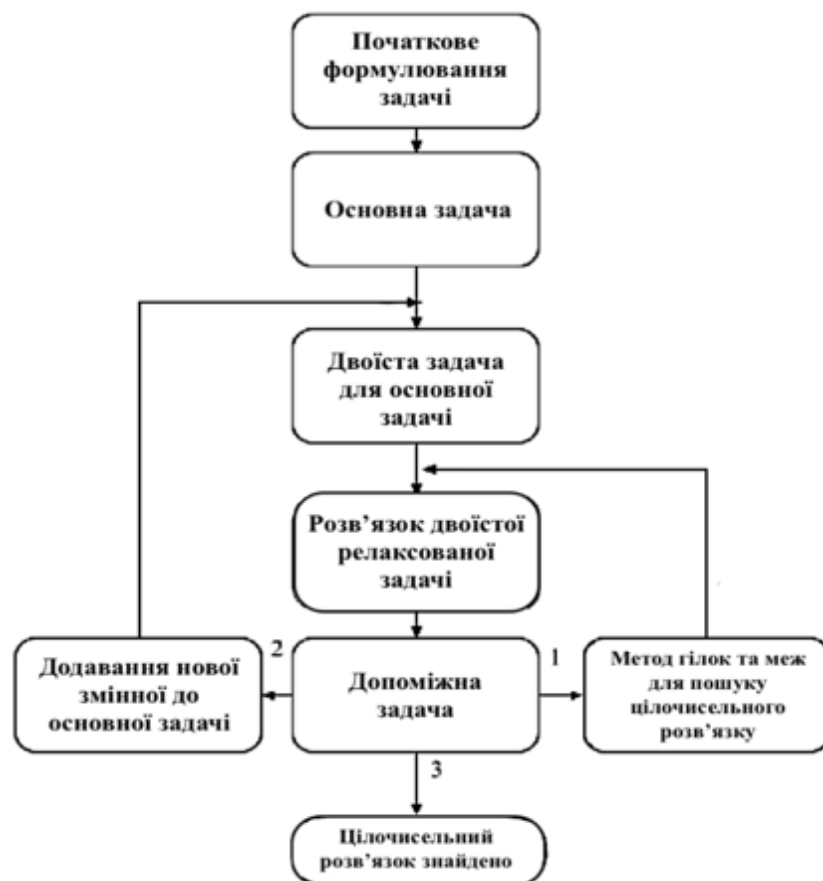 Початкове
формулювання
задачі
Основна задача
Двоїста задача
для основної
задачі
Розв’язок двоїстої
релаксованої
задачі
2
Додавання нової
змінної до
основної задачі
Допоміжна
задача
1
Метод гілок та меж
для пошуку
цілочисельного
розв’язку
3
Цілочисельний
розв’язок знайдено